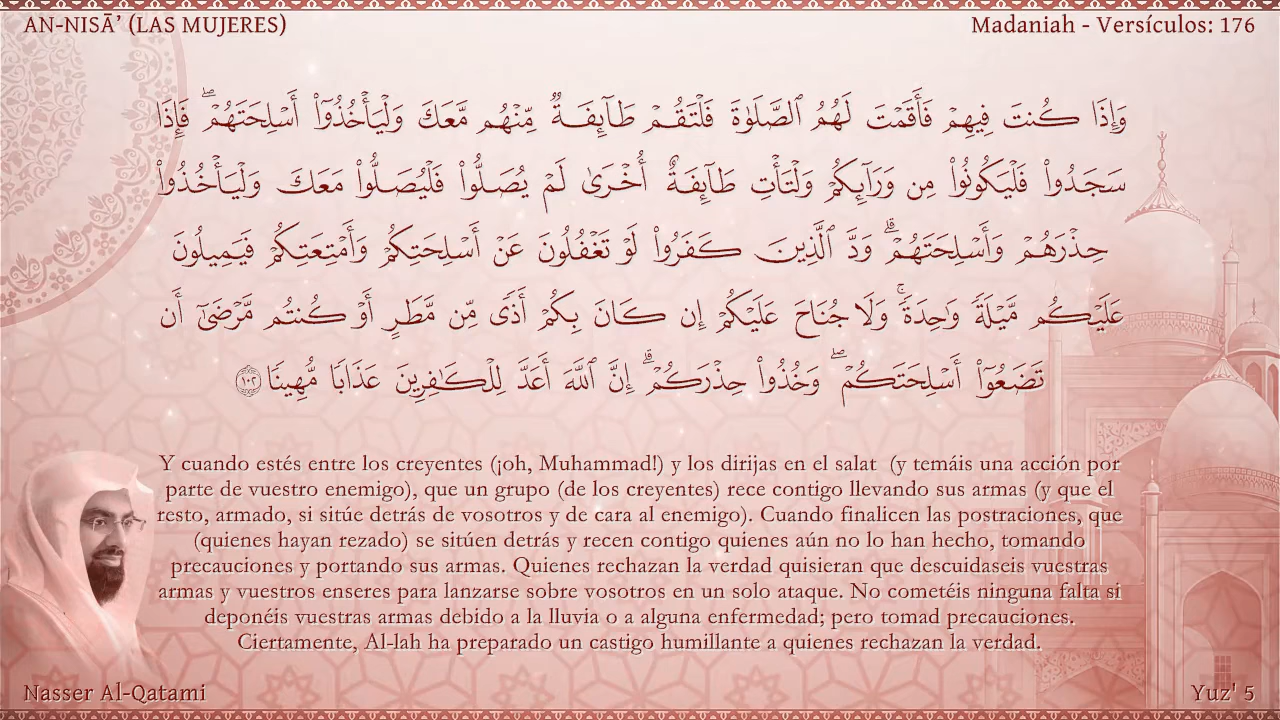 AN-NISĀ’ (LAS MUJERES)
Madaniah - Versículos: 176
وَإِذَا كُنتَ فِيهِمْ فَأَقَمْتَ لَهُمُ ٱلصَّلَوٰةَ فَلْتَقُمْ طَآئِفَةٌ مِّنْهُم مَّعَكَ وَلْيَأْخُذُوٓا۟ أَسْلِحَتَهُمْ ۖ فَإِذَا
سَجَدُوا۟ فَلْيَكُونُوا۟ مِن وَرَآئِكُمْ وَلْتَأْتِ طَآئِفَةٌ أُخْرَىٰ لَمْ يُصَلُّوا۟ فَلْيُصَلُّوا۟ مَعَكَ وَلْيَأْخُذُوا۟
حِذْرَهُمْ وَأَسْلِحَتَهُمْ ۗ وَدَّ ٱلَّذِينَ كَفَرُوا۟ لَوْ تَغْفُلُونَ عَنْ أَسْلِحَتِكُمْ وَأَمْتِعَتِكُمْ فَيَمِيلُونَ
عَلَيْكُم مَّيْلَةً وَٰحِدَةً ۚ وَلَا جُنَاحَ عَلَيْكُمْ إِن كَانَ بِكُمْ أَذًى مِّن مَّطَرٍ أَوْ كُنتُم مَّرْضَىٰٓ أَن
تَضَعُوٓا۟ أَسْلِحَتَكُمْ ۖ وَخُذُوا۟ حِذْرَكُمْ ۗ إِنَّ ٱللَّهَ أَعَدَّ لِلْكَـٰفِرِينَ عَذَابًا مُّهِينًا ١٠٢
Y cuando estés entre los creyentes (¡oh, Muhammad!) y los dirijas en el salat (y temáis una acción por
parte de vuestro enemigo), que un grupo (de los creyentes) rece contigo llevando sus armas (y que el
resto, armado, si sitúe detrás de vosotros y de cara al enemigo). Cuando finalicen las postraciones, que
(quienes hayan rezado) se sitúen detrás y recen contigo quienes aún no lo han hecho, tomando
precauciones y portando sus armas. Quienes rechazan la verdad quisieran que descuidaseis vuestras
armas y vuestros enseres para lanzarse sobre vosotros en un solo ataque. No cometéis ninguna falta si
deponéis vuestras armas debido a la lluvia o a alguna enfermedad; pero tomad precauciones.
Ciertamente, Al-lah ha preparado un castigo humillante a quienes rechazan la verdad.
Nasser Al-Qatami
Yuz' 5